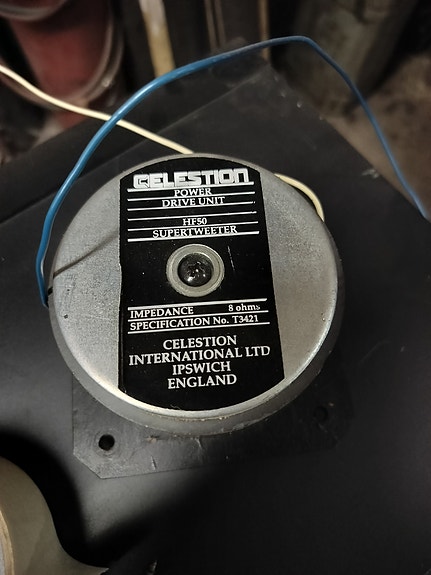 CELESTION
POWER
DRIVE UNIT
HF50
SUPERTWEETER
IMPEDANCE 8 ohms
SPECIFICATION No. T3421
CELESTION
INTERNATIONAL LTD
IPSWICH
ENGLAND